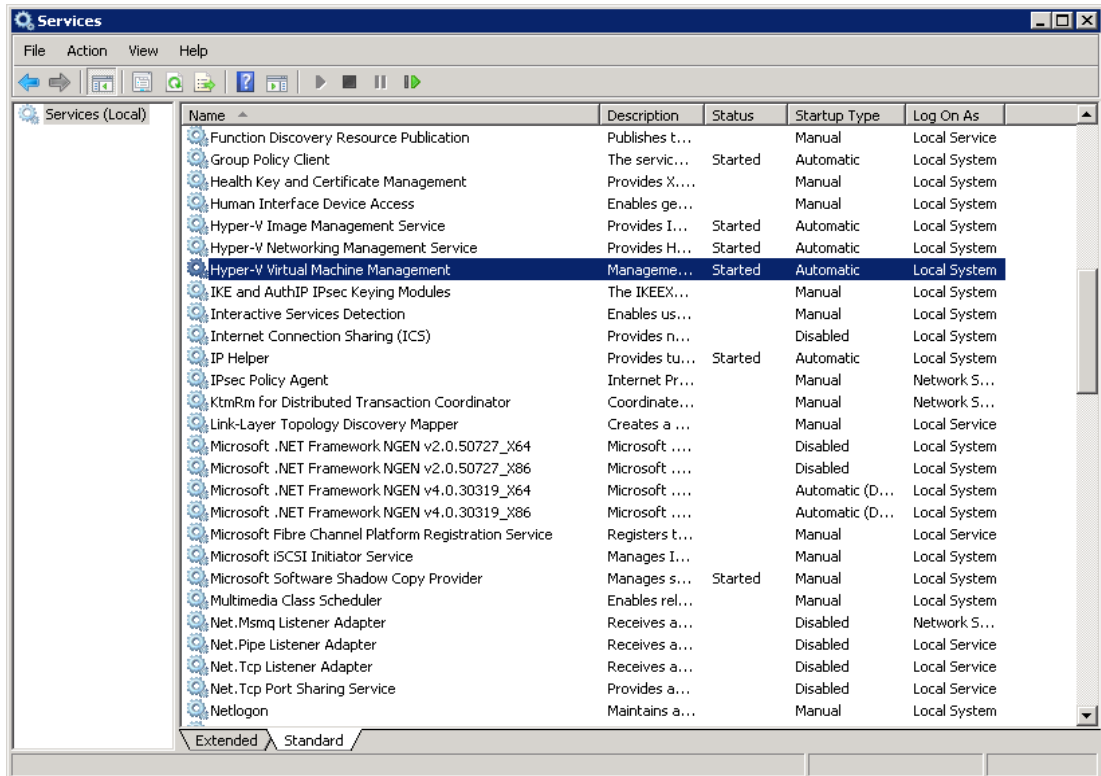 Services
File Action View Help
Services (Local)
Name Description Status Startup Type Log On As
Function Discovery Resource Publication Publishes t... Manual Local Service
Group Policy Client The servic... Started Automatic Local System
Health Key and Certificate Management Provides X.... Manual Local System
Human Interface Device Access Enables ge... Manual Local System
Hyper-V Image Management Service Provides I... Started Automatic Local System
Hyper-V Networking Management Service Provides H... Started Automatic Local System
Hyper-V Virtual Machine Management Manageme... Started Automatic Local System
IKE and AuthIP IPsec Keying Modules The IKEEX... Manual Local System
Interactive Services Detection Enables us... Manual Local System
Internet Connection Sharing (ICS) Provides n... Disabled Local System
IP Helper Provides tu... Started Automatic Local System
IPsec Policy Agent Internet Pr... Manual Network S...
KtmRm for Distributed Transaction Coordinator Coordinate... Manual Network S...
Link-Layer Topology Discovery Mapper Creates a ... Manual Local Service
Microsoft .NET Framework NGEN v2.0.50727_X64 Microsoft .... Disabled Local System
Microsoft .NET Framework NGEN v2.0.50727_X86 Microsoft .... Disabled Local System
Microsoft .NET Framework NGEN v4.0.30319_X64 Microsoft .... Automatic (D... Local System
Microsoft .NET Framework NGEN v4.0.30319_X86 Microsoft .... Automatic (D... Local System
Microsoft Fibre Channel Platform Registration Service Registers t... Manual Local Service
Microsoft iSCSI Initiator Service Manages I... Manual Local System
Microsoft Software Shadow Copy Provider Manages s... Started Manual Local System
Multimedia Class Scheduler Enables rel... Manual Local System
Net.Msmq Listener Adapter Receives a... Disabled Network S...
Net.Pipe Listener Adapter Receives a... Disabled Local Service
Net.Tcp Listener Adapter Receives a... Disabled Local Service
Net.Tcp Port Sharing Service Provides a... Disabled Local Service
Netlogon Maintains a... Manual Local System
Extended Standard